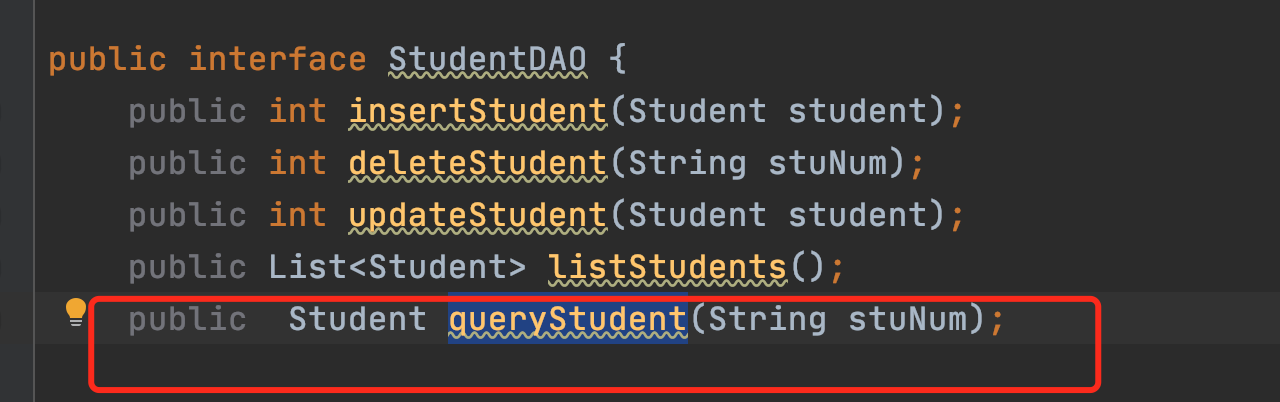 public interface StudentDAO {
    public int insertStudent(Student student);
    public int deleteStudent(String stuNum);
    public int updateStudent(Student student);
    public List<Student> listStudents();
    public  Student queryStudent(String stuNum);